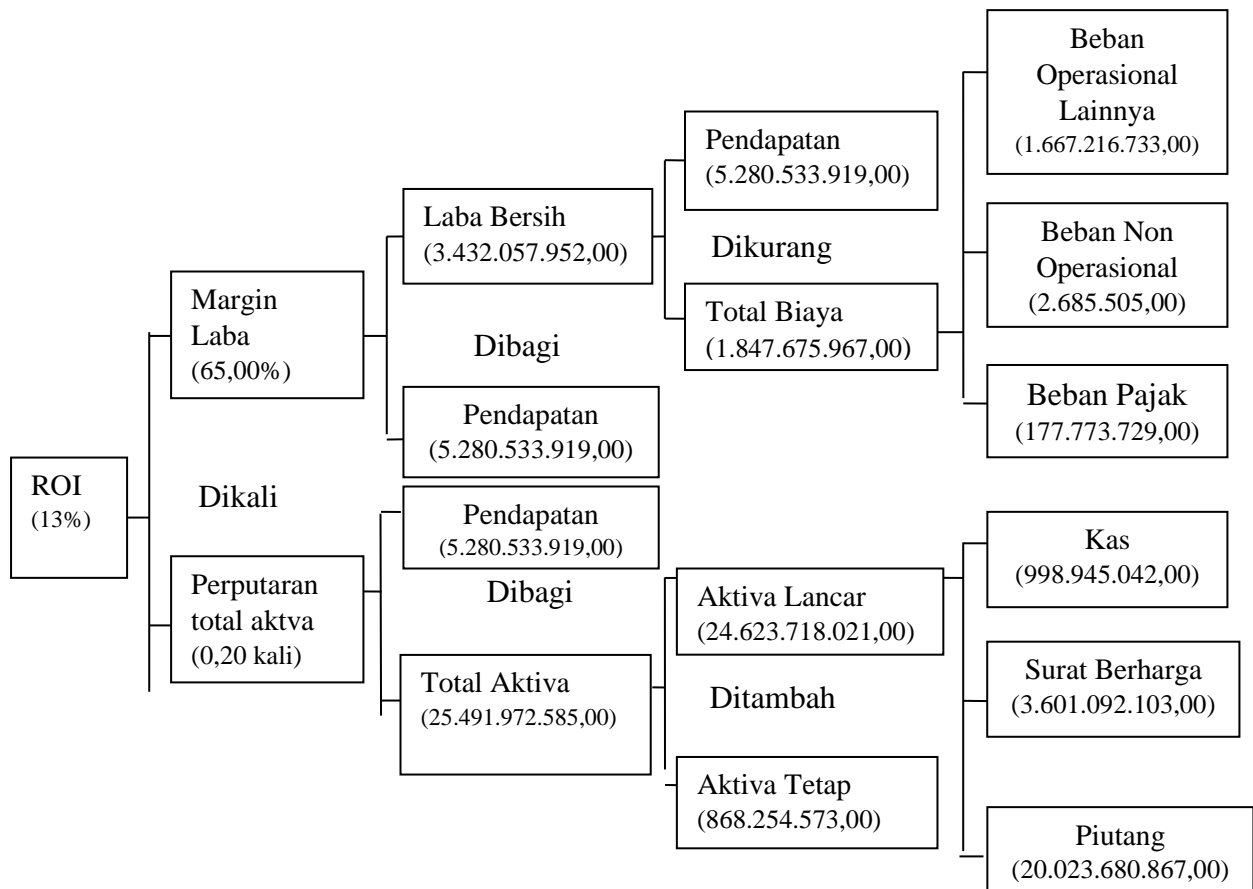 Beban
Operasional
Lainnya
(1.667.216.733,00)
Pendapatan
(5.280.533.919,00)
Laba Bersih
(3.432.057.952,00)
Dikurang
Beban Non
Operasional
(2.685.505,00)
Margin
Laba
(65,00%)
Dibagi
Total Biaya
(1.847.675.967,00)
Beban Pajak
(177.773.729,00)
Pendapatan
(5.280.533.919,00)
ROI
(13%)
Dikali
Pendapatan
(5.280.533.919,00)
Kas
(998.945.042,00)
Perputaran
total aktva
(0,20 kali)
Dibagi
Aktiva Lancar
(24.623.718.021,00)
Total Aktiva
(25.491.972.585,00)
Ditambah
Surat Berharga
(3.601.092.103,00)
Aktiva Tetap
(868.254.573,00)
Piutang
(20.023.680.867,00)